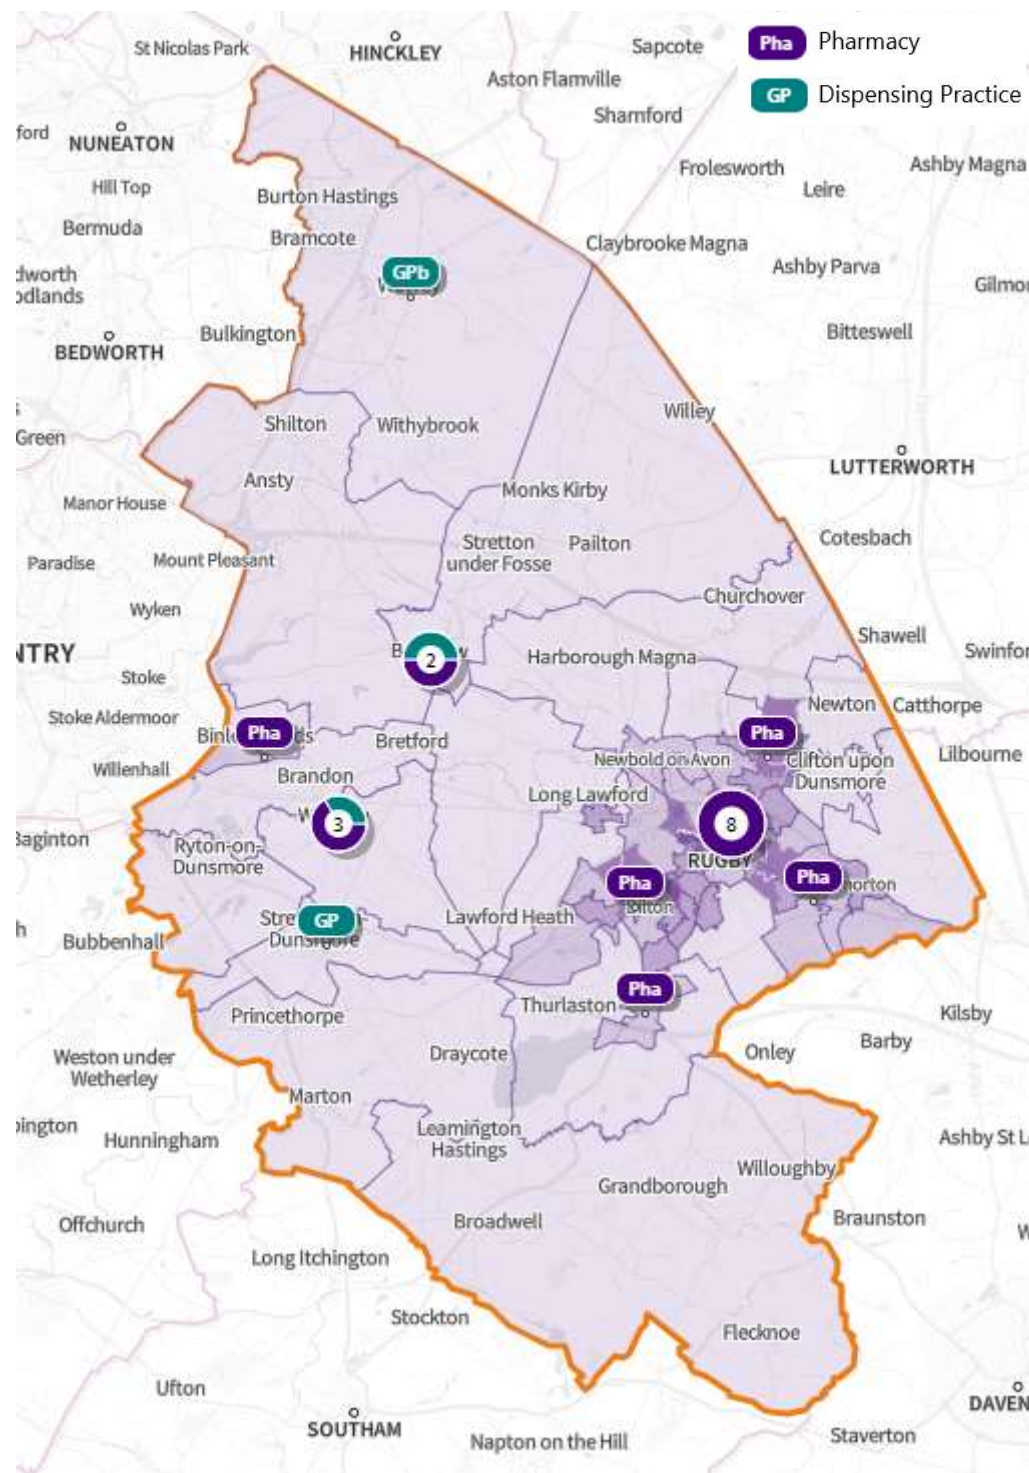 St Nicolas Park
HINCKLEY
Sapcote
Pha Pharmacy
Aston Flamville
GP Dispensing Practice
Sharnford
ford
NUNEATON
Frolesworth
Ashby Magna
Hill Top
Leire
Burton Hastings
Bermuda
Bramcote
Claybrooke Magna
Ashby Parva
dworth
odlands
GPb
Gilmo
Bulkington
Bitteswell
BEDWORTH
Willey
Shilton
Withybrook
Green
LUTTERWORTH
Ansty
Monks Kirby
Manor House
Cotesbach
Stretton
under Fosse
Pailton
Paradise
Mount Pleasant
Churchover
Wyken
Shawell
NTRY
2
Harborough Magna
Swinfor
Stoke
Newton
Catthorpe
Stoke Aldermoor
Pha
Bretford
Pha
Lilbourne
Newbold on Avon
Clifton upon
Dunsmore
Willenhall
Brandon
Long Lawford
3
8
Baginton
Ryton-on-
Dunsmore
RUGBY
Pha
Pha
Bilton
GP
Dunsmore
Lawford Heath
Bubbenhall
Pha
Princethorpe
Thurlaston
Kilsby
Barby
Weston under
Wetherley
Draycote
Onley
Marton
Leamington
Hastings
Hunningham
Ashby St L
Willoughby
Grandborough
Offchurch
Broadwell
Braunston
Long Itchington
Stockton
Flecknoe
Ufton
DAVEN
SOUTHAM
Napton on the Hill
Staverton